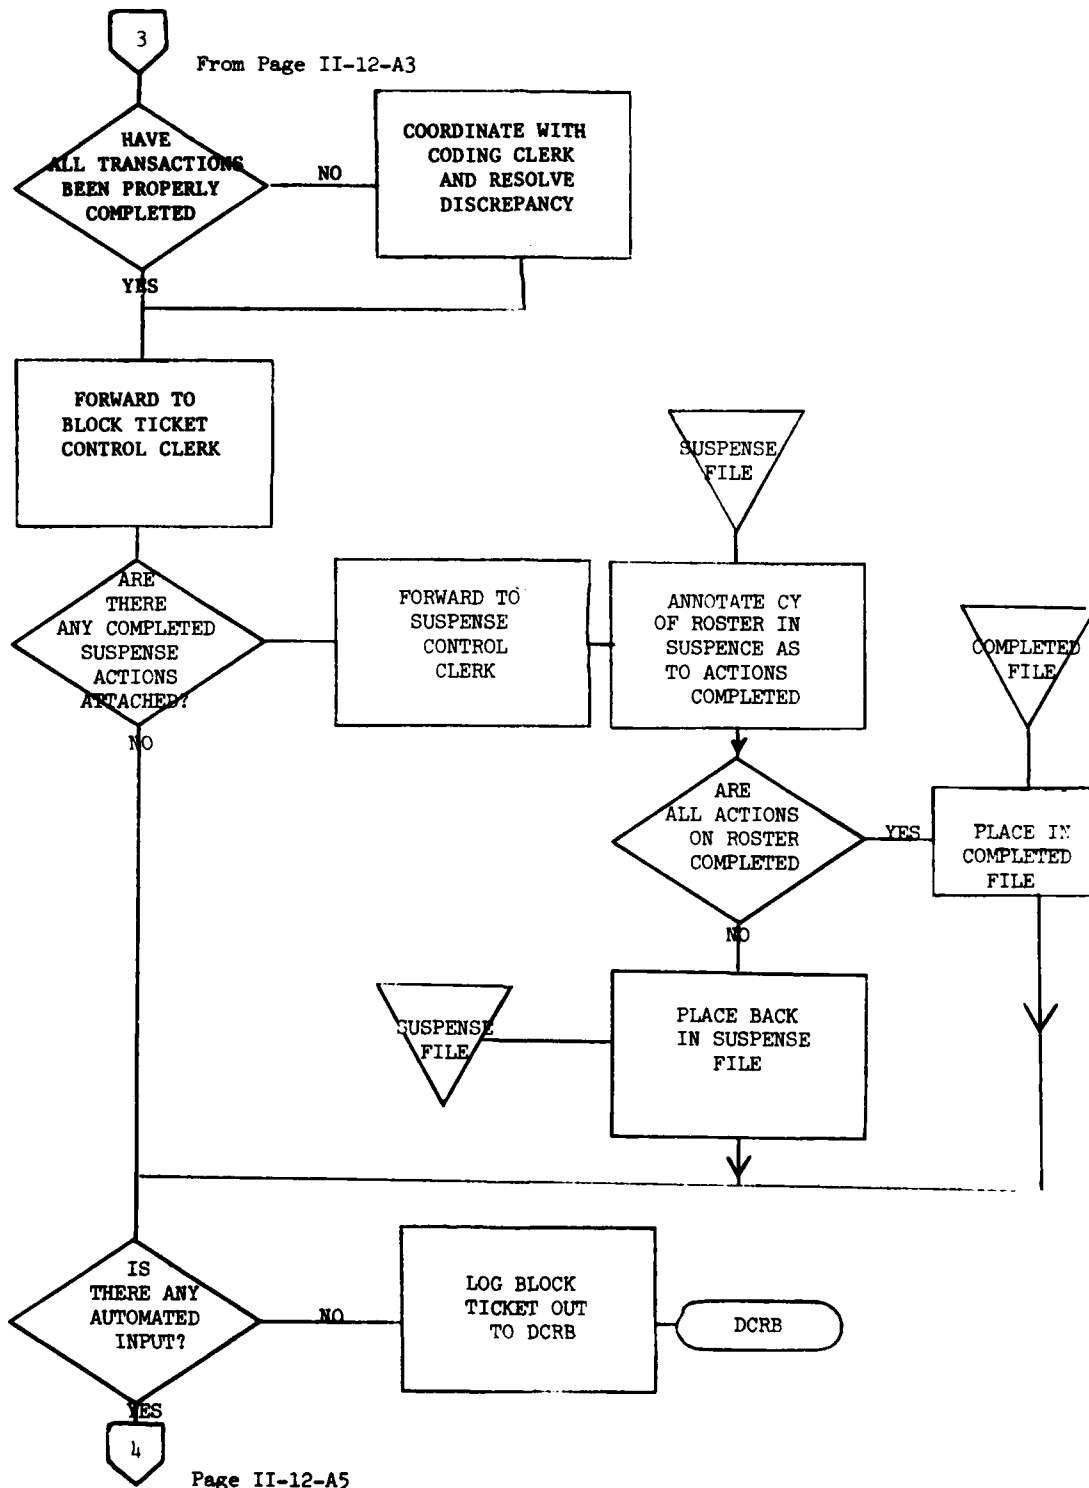 3
From Page II-12-A3
HAVE
ALL TRANSACTIONS
BEEN PROPERLY
COMPLETED
NO
COORDINATE WITH
CODING CLERK
AND RESOLVE
DISCREPANCY
YES
FORWARD TO
BLOCK TICKET
CONTROL CLERK
SUSPENSE
FILE
ARE
THERE
ANY COMPLETED
SUSPENSE
ACTIONS
ATTACHED?
NO
FORWARD TO
SUSPENSE
CONTROL
CLERK
ANNOTATE CY
OF ROSTER IN
SUSPENCE AS
TO ACTIONS
COMPLETED
COMPLETED
FILE
ARE
ALL ACTIONS
ON ROSTER
COMPLETED
YES
PLACE IN
COMPLETED
FILE
NO
SUSPENSE
FILE
PLACE BACK
IN SUSPENSE
FILE
IS
THERE ANY
AUTOMATED
INPUT?
NO
LOG BLOCK
TICKET OUT
TO DCRB
DCRB
YES
4
Page II-12-A5